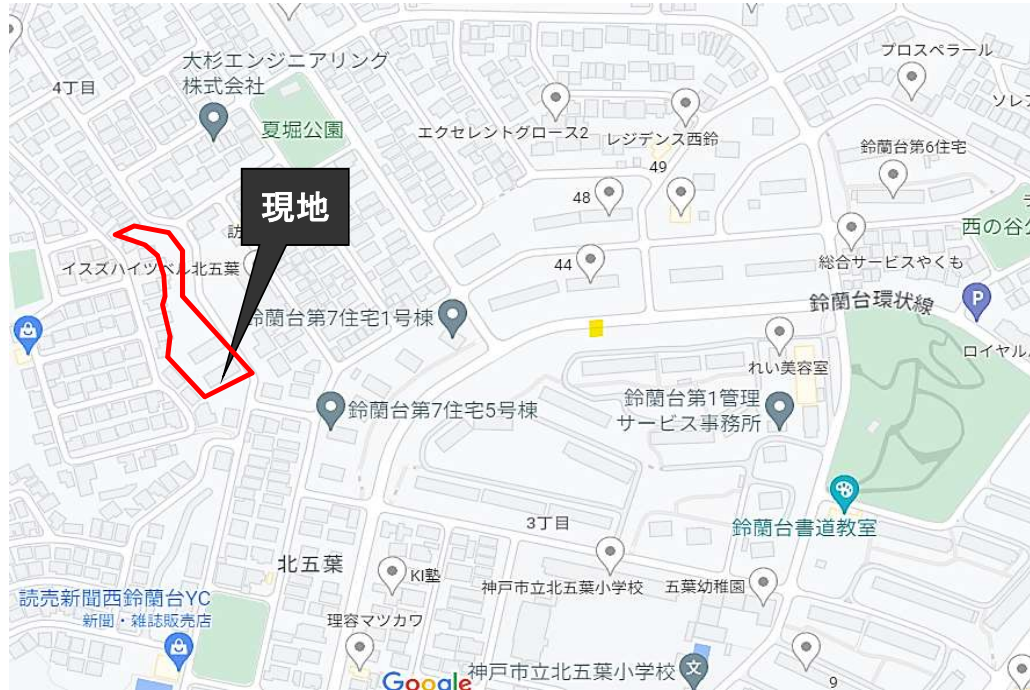 大杉エンジニアリング
株式会社
4丁目
夏堀公園
プロスペラール
エクセレントグロース2
レジデンス西鈴
49
48
鈴蘭台第6住宅
現地
西の谷
イスズハイツベル北五葉
44
総合サービスやくも
鈴蘭台環状線
P
鈴蘭台第7住宅1号棟
れい美容室
鈴蘭台第7住宅5号棟
鈴蘭台第1管理
サービス事務所
3丁目
鈴蘭台書道教室
北五葉
KI塾
神戸市立北五葉小学校
五葉幼稚園
読売新聞西鈴蘭台YC
新聞・雑誌販売店
理容マツカワ
Google
神戸市立北五葉小学校
文
9